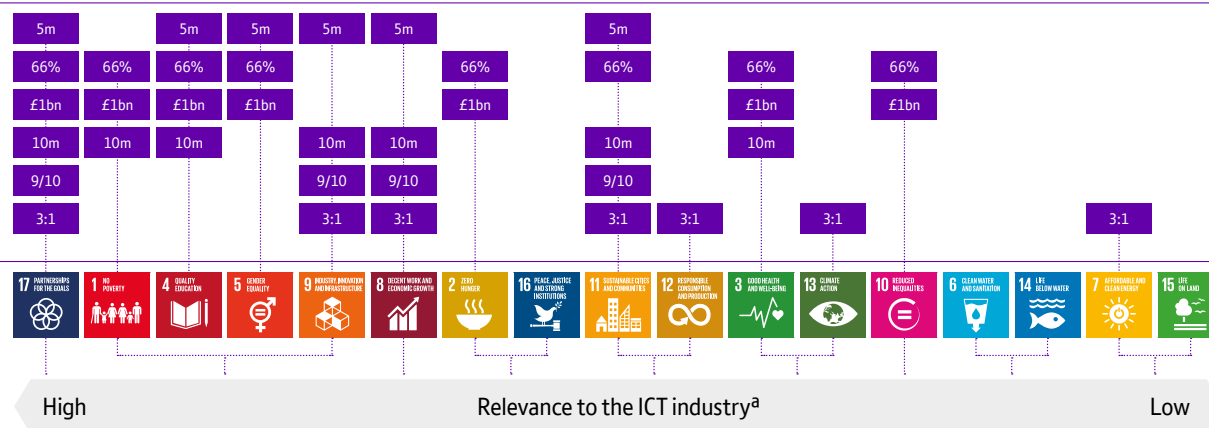 5m 5m 5m 5m 5m 5m
66% 66% 66% 66% 66% 66% 66% 66%
£1bn £1bn £1bn £1bn £1bn £1bn £1bn
10m 10m 10m 10m 10m 10m 10m
9/10 9/10 9/10 9/10
3:1 3:1 3:1 3:1 3:1 3:1 3:1
17 PARTNERSHIPS FOR THE GOALS
1 NO POVERTY
4 QUALITY EDUCATION
5 GENDER EQUALITY
9 INDUSTRY, INNOVATION AND INFRASTRUCTURE
8 DECENT WORK AND ECONOMIC GROWTH
2 ZERO HUNGER
16 PEACE, JUSTICE AND STRONG INSTITUTIONS
11 SUSTAINABLE CITIES AND COMMUNITIES
12 RESPONSIBLE CONSUMPTION AND PRODUCTION
3 GOOD HEALTH AND WELL-BEING
13 CLIMATE ACTION
10 REDUCED INEQUALITIES
6 CLEAN WATER AND SANITATION
14 LIFE BELOW WATER
7 AFFORDABLE AND CLEAN ENERGY
15 LIFE ON LAND
High Relevance to the ICT industryª Low